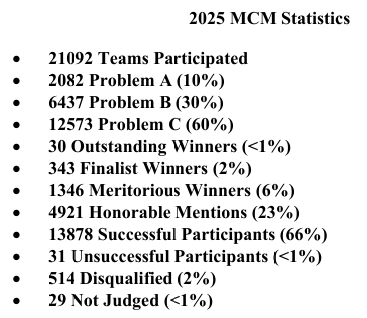 2025 MCM Statistics
• 21092 Teams Participated
• 2082 Problem A (10%)
• 6437 Problem B (30%)
• 12573 Problem C (60%)
• 30 Outstanding Winners (<1%)
• 343 Finalist Winners (2%)
• 1346 Meritorious Winners (6%)
• 4921 Honorable Mentions (23%)
• 13878 Successful Participants (66%)
• 31 Unsuccessful Participants (<1%)
• 514 Disqualified (2%)
• 29 Not Judged (<1%)